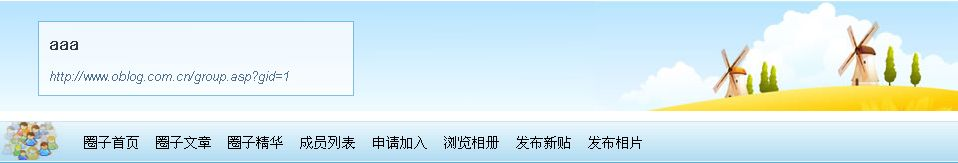 aaa
http://www.oblog.com.cn/group.asp?gid=1
圈子首页 圈子文章 圈子精华 成员列表 申请加入 浏览相册 发布新贴 发布相片